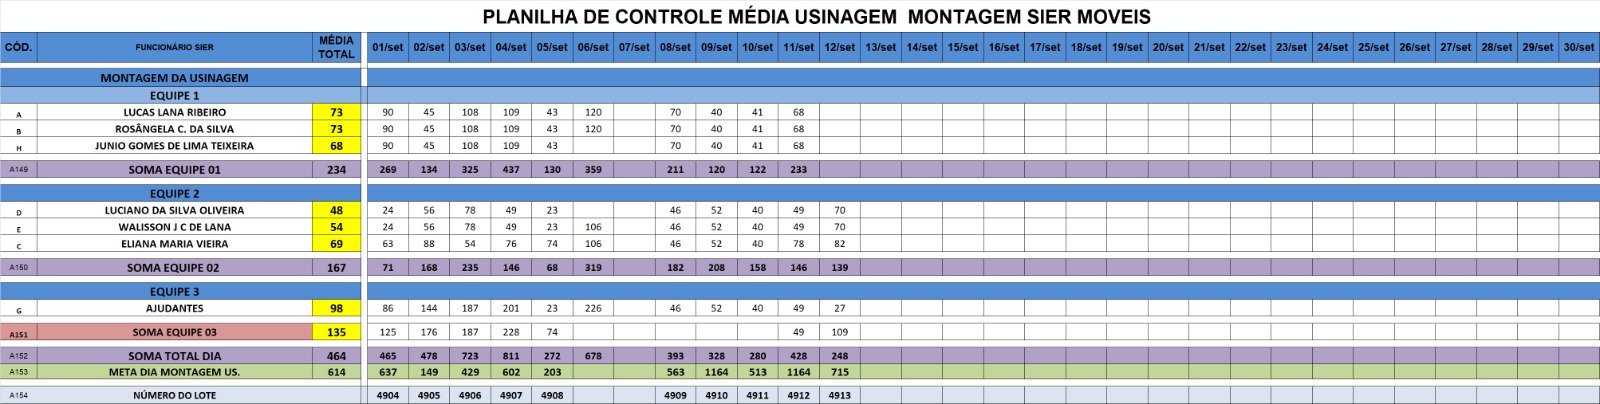 PLANILHA DE CONTROLE MÉDIA USINAGEM MONTAGEM SIER MOVEIS
CÓD. FUNCIONÁRIO SIER MÉDIA TOTAL 01/set 02/set 03/set 04/set 05/set 06/set 07/set 08/set 09/set 10/set 11/set 12/set 13/set 14/set 15/set 16/set 17/set 18/set 19/set 20/set 21/set 22/set 23/set 24/set 25/set 26/set 27/set 28/set 29/set 30/set
MONTAGEM DA USINAGEM
EQUIPE 1
A LUCAS LANA RIBEIRO 73 90 45 108 109 43 120 70 40 41 68
B ROSÂNGELA C. DA SILVA 73 90 45 108 109 43 120 70 40 41 68
H JUNIO GOMES DE LIMA TEIXEIRA 68 90 45 108 109 43 70 40 41 68
A149 SOMA EQUIPE 01 234 269 134 325 437 130 359 211 120 122 233
EQUIPE 2
D LUCIANO DA SILVA OLIVEIRA 48 24 56 78 49 23 46 52 40 49 70
E WALISSON J C DE LANA 54 24 56 78 49 23 106 46 52 40 49 70
C ELIANA MARIA VIEIRA 69 63 88 54 76 74 106 46 52 40 78 82
A150 SOMA EQUIPE 02 167 71 168 235 146 68 319 182 208 158 146 139
EQUIPE 3
G AJUDANTES 98 86 144 187 201 23 226 46 52 40 49 27
A151 SOMA EQUIPE 03 135 125 176 187 228 74 49 109
A152 SOMA TOTAL DIA 464 465 478 723 811 272 678 393 328 280 428 248
A153 META DIA MONTAGEM US. 614 637 149 429 602 203 563 1164 513 1164 715
A154 NÚMERO DO LOTE 4904 4905 4906 4907 4908 4909 4910 4911 4912 4913